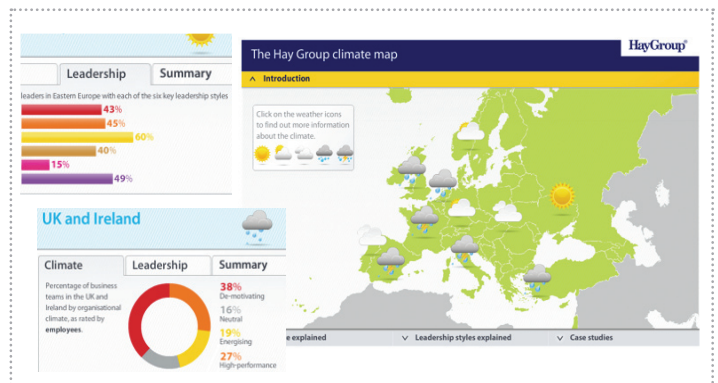 Leadership
Summary
leaders in Eastern Europe with each of the six key leadership styles
43%
45%
60%
40%
15%
49%
UK and Ireland
Climate
Leadership
Summary
Percentage of business
teams in the UK and
Ireland by organisational
climate, as rated by
employees.
38%
De-motivating
16%
Neutral
19%
Energising
27%
High-performance
The Hay Group climate map
HayGroup®
Introduction
Click on the weather icons
to find out more information
about the climate.
e explained
Leadership styles explained
Case studies